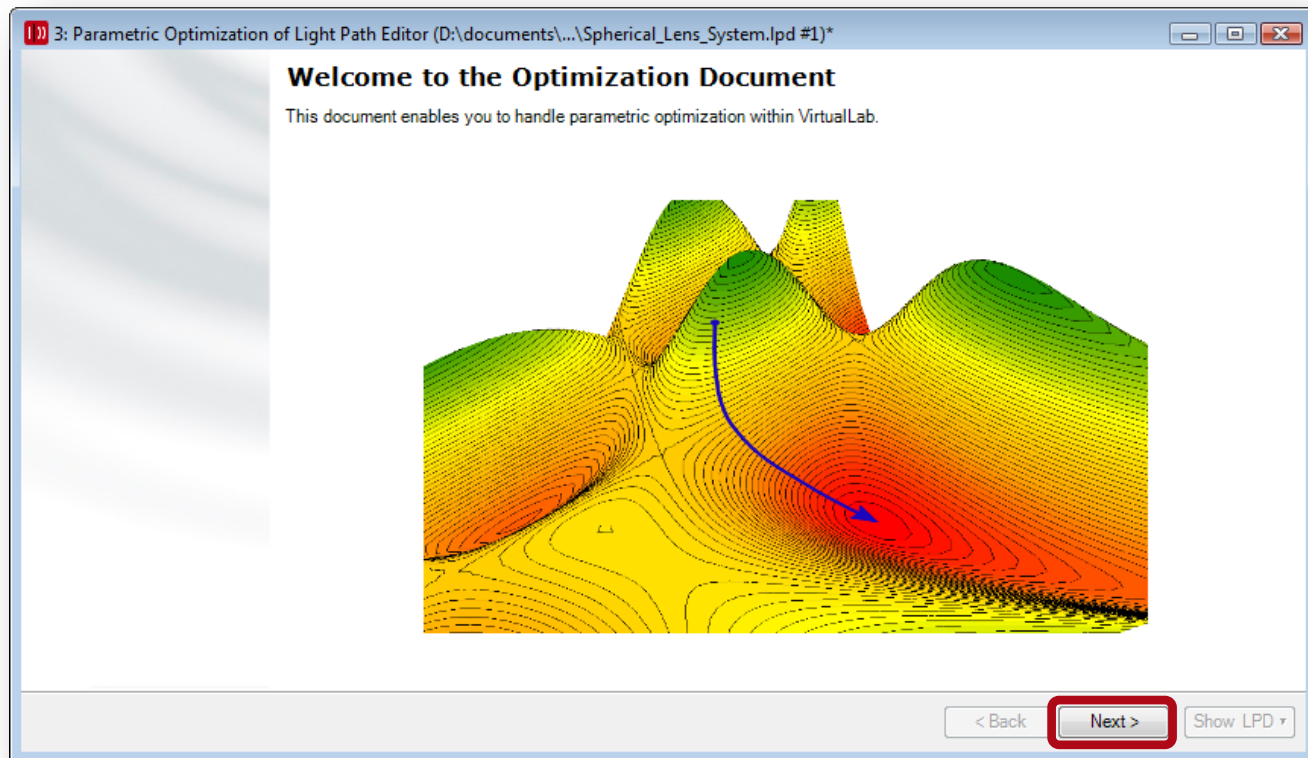 3: Parametric Optimization of Light Path Editor (D:\documents\...\Spherical_Lens_System.lpd #1)*
Welcome to the Optimization Document
This document enables you to handle parametric optimization within VirtualLab.
< Back
Next >
Show LPD